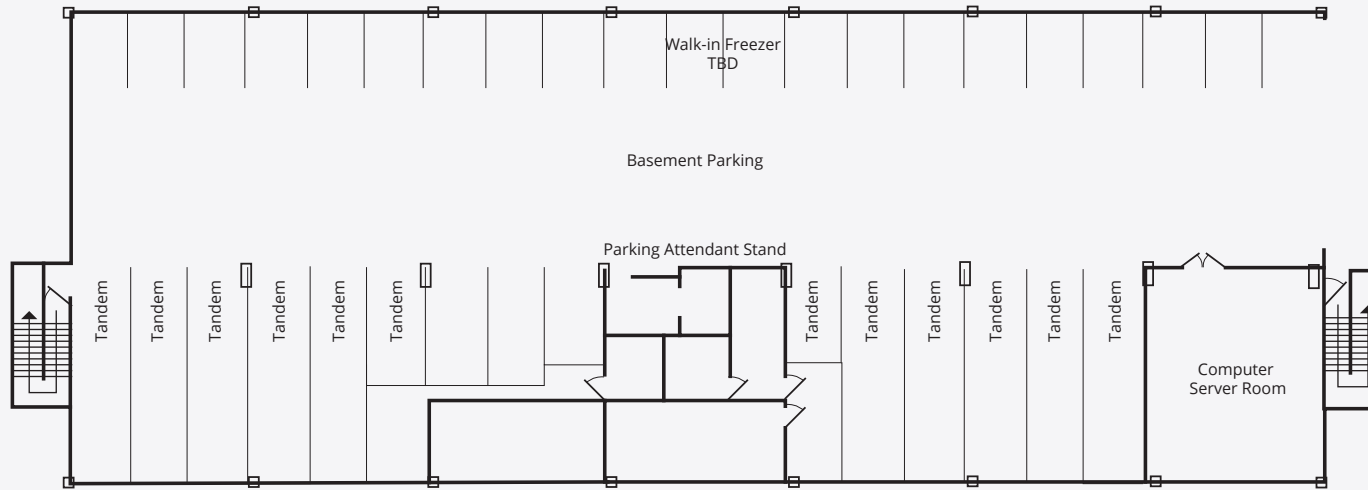 Walk-in Freezer
TBD
Basement Parking
Parking Attendant Stand
Tandem
Tandem
Tandem
Tandem
Tandem
Tandem
Tandem
Tandem
Tandem
Tandem
Tandem
Tandem
Computer
Server Room